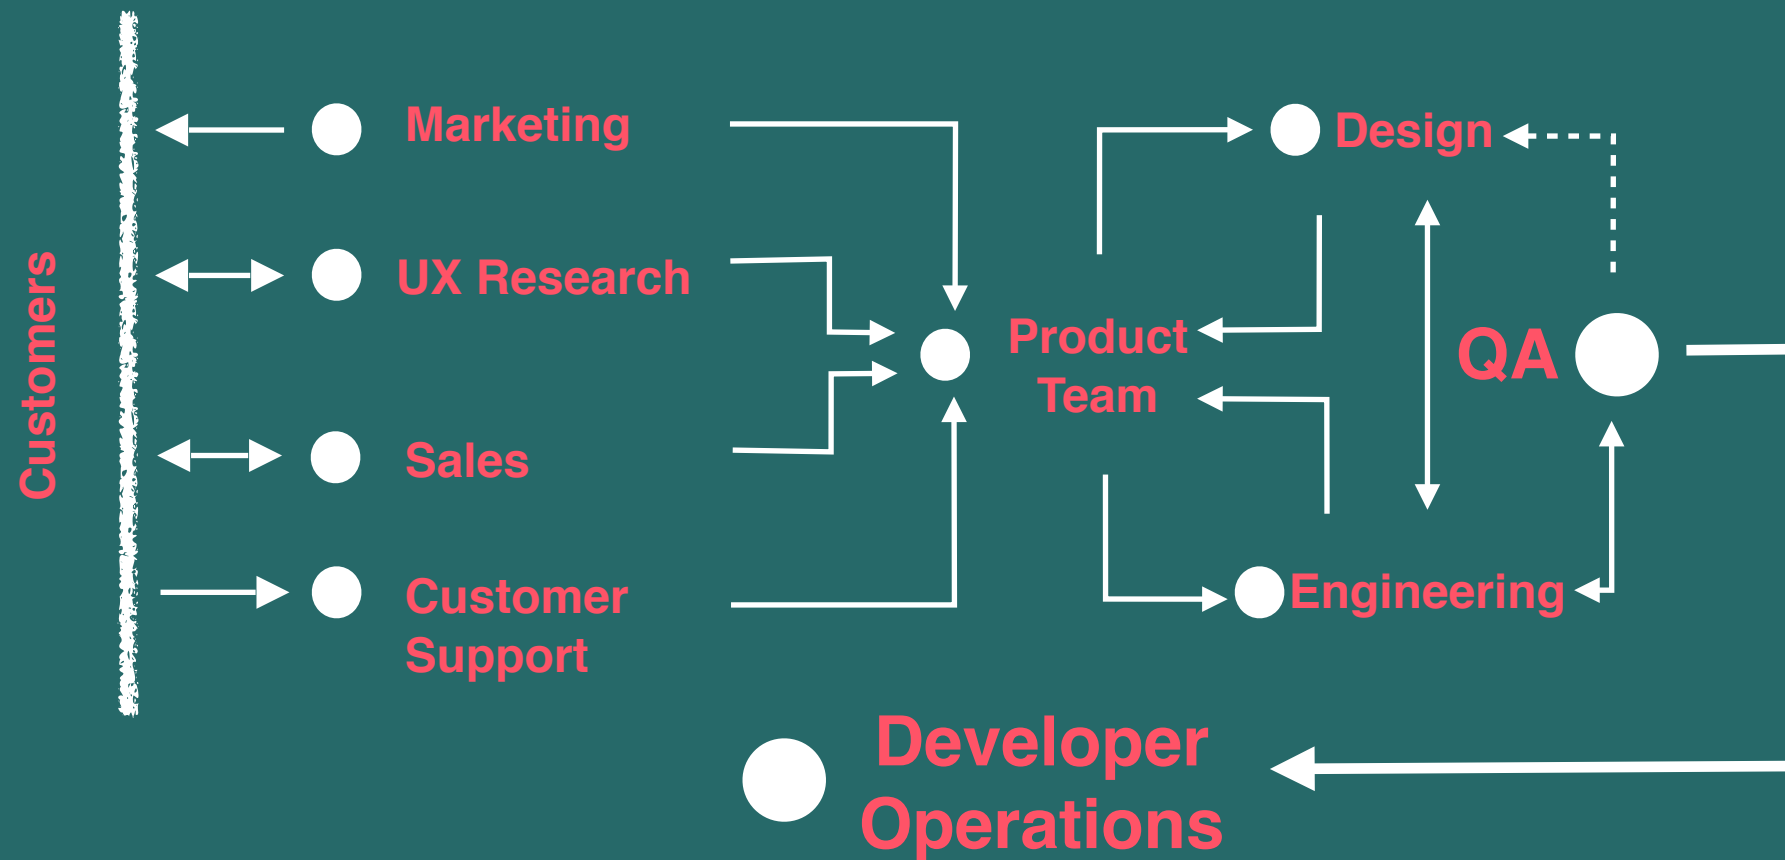 Customers
Marketing
UX Research
Sales
Customer
Support
Product
Team
Design
QA
Engineering
Developer
Operations